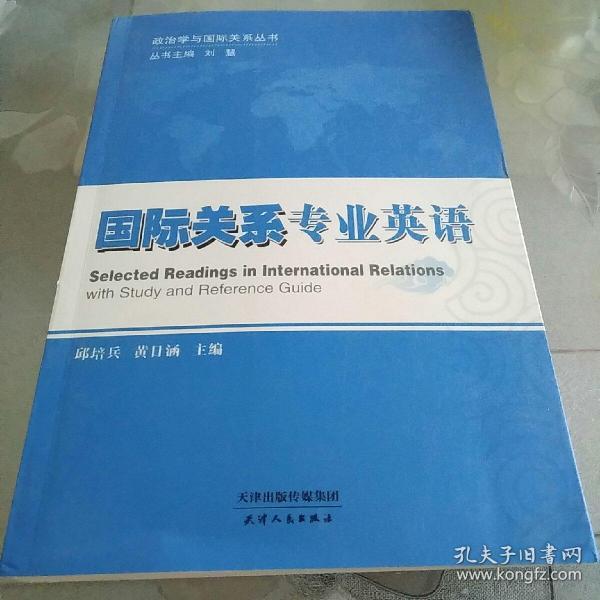 政治学与国际关系丛书
丛书主编 刘 慧
国际关系专业英语
Selected Readings in International Relations
with Study and Reference Guide
邱培兵 黄日涵 主编
天津出版传媒集团
天津人民出版社
孔夫子旧书网
www.kongfz.com